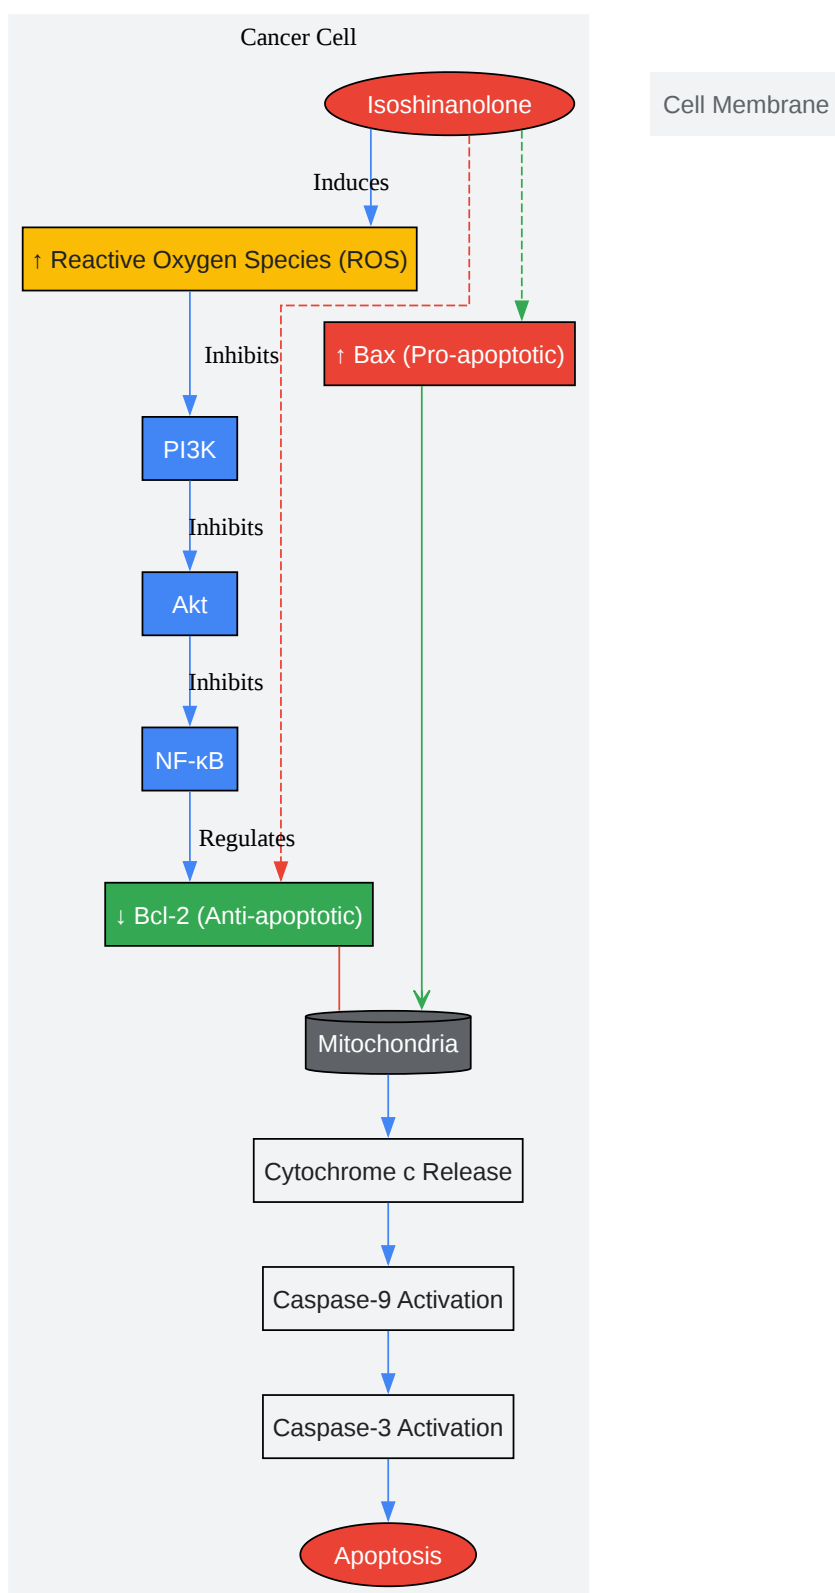 Cancer Cell
Isoshinanolone
Cell Membrane
Induces
↑ Reactive Oxygen Species (ROS)
Inhibits
↑ Bax (Pro-apoptotic)
PI3K
Inhibits
Akt
Inhibits
NF-κB
Regulates
↓ Bcl-2 (Anti-apoptotic)
Mitochondria
Cytochrome c Release
Caspase-9 Activation
Caspase-3 Activation
Apoptosis